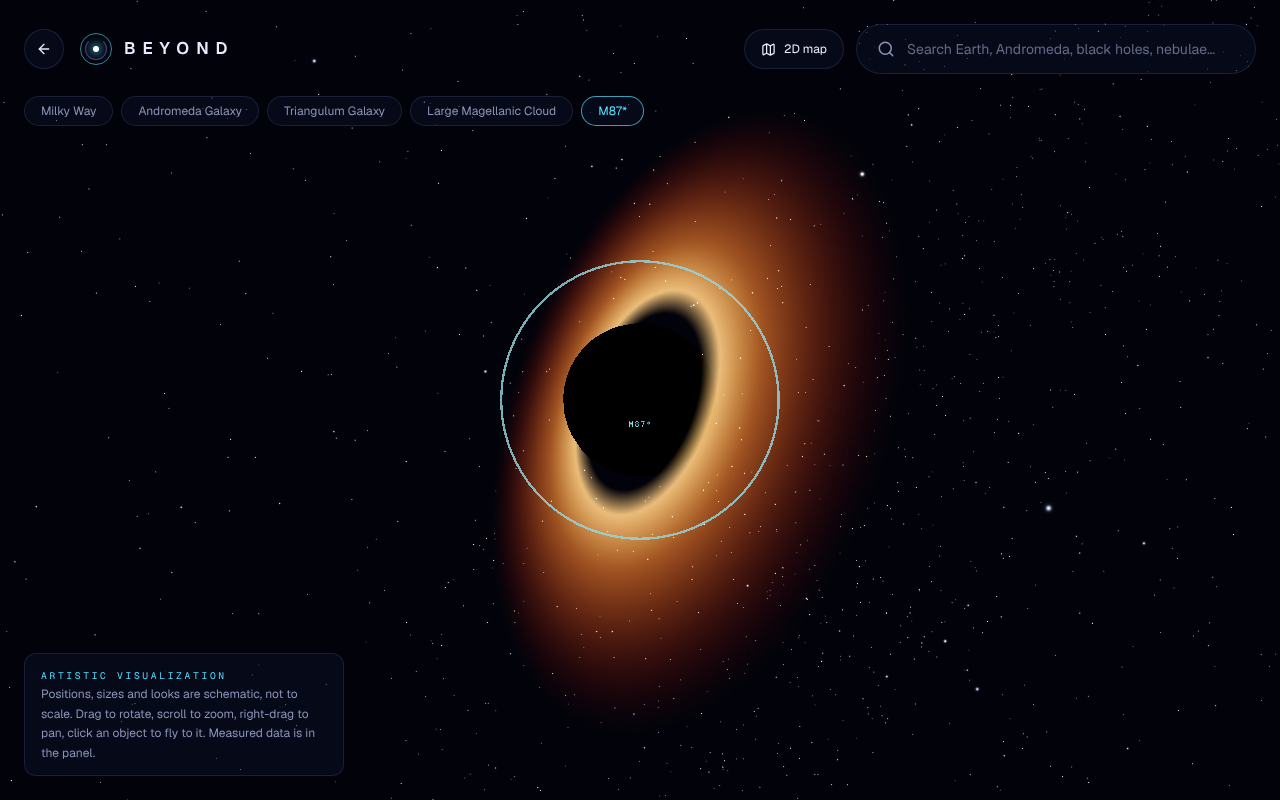 BEYOND
2D map
Search Earth, Andromeda, black holes, nebulae...
Milky Way
Andromeda Galaxy
Triangulum Galaxy
Large Magellanic Cloud
M87*
M87*
ARTISTIC VISUALIZATION
Positions, sizes and looks are schematic, not to
scale. Drag to rotate, scroll to zoom, right-drag to
pan, click an object to fly to it. Measured data is in
the panel.